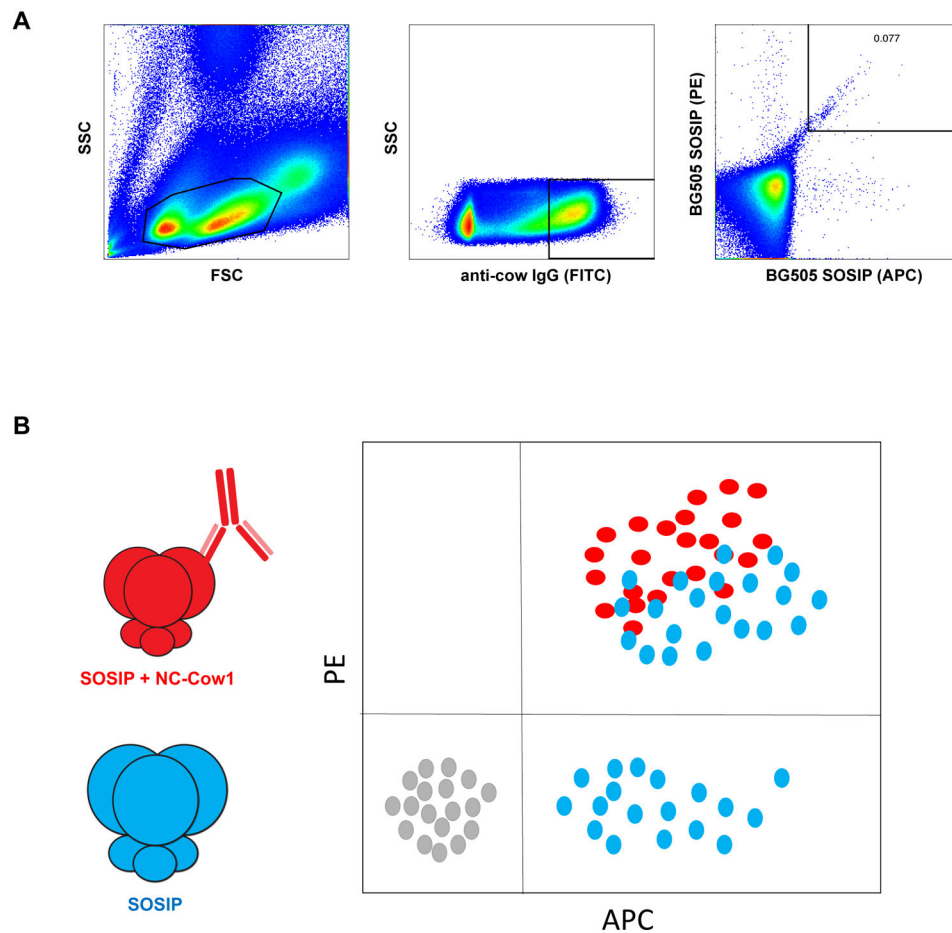 A
SSC
FSC
SSC
anti-cow IgG (FITC)
0.077
BG505 SOSIP (PE)
BG505 SOSIP (APC)
B
SOSIP + NC-Cow1
SOSIP
PE
APC